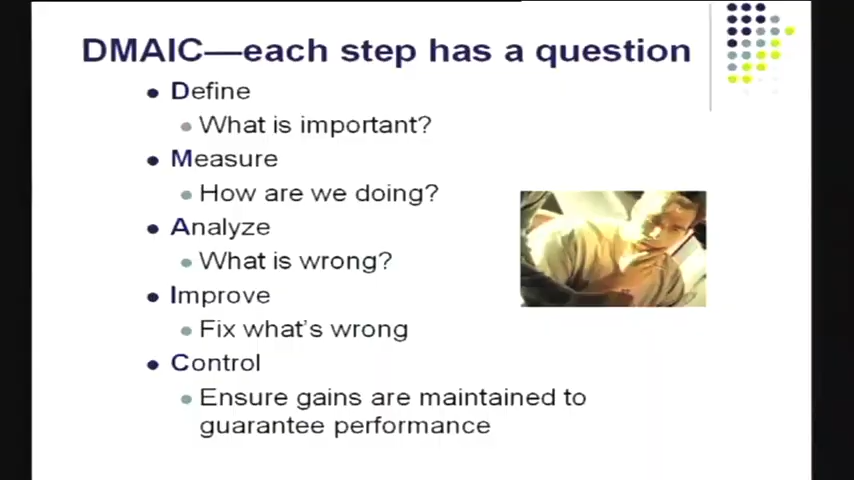 DMAIC—each step has a question
Define
What is important?
Measure
How are we doing?
Analyze
What is wrong?
Improve
Fix what's wrong
Control
Ensure gains are maintained to
guarantee performance